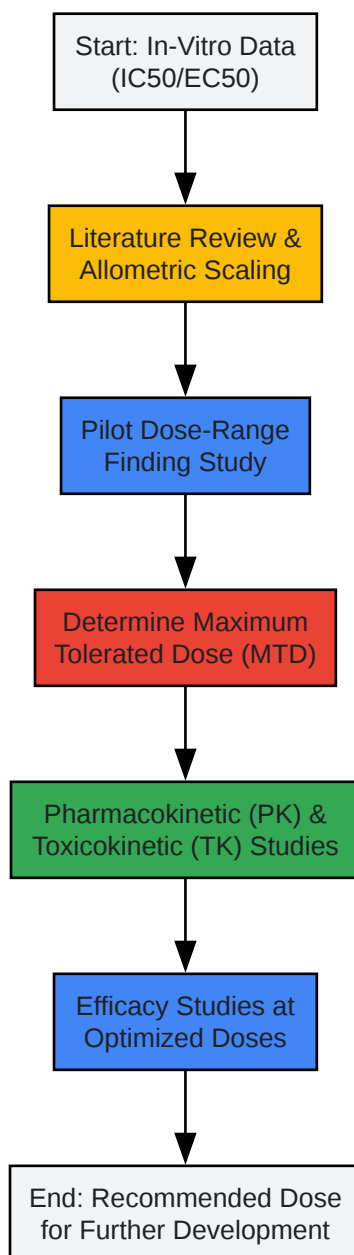 Start: In-Vitro Data
(IC50/EC50)
Literature Review &
Allometric Scaling
Pilot Dose-Range
Finding Study
Determine Maximum
Tolerated Dose (MTD)
Pharmacokinetic (PK) &
Toxicokinetic (TK) Studies
Efficacy Studies at
Optimized Doses
End: Recommended Dose
for Further Development